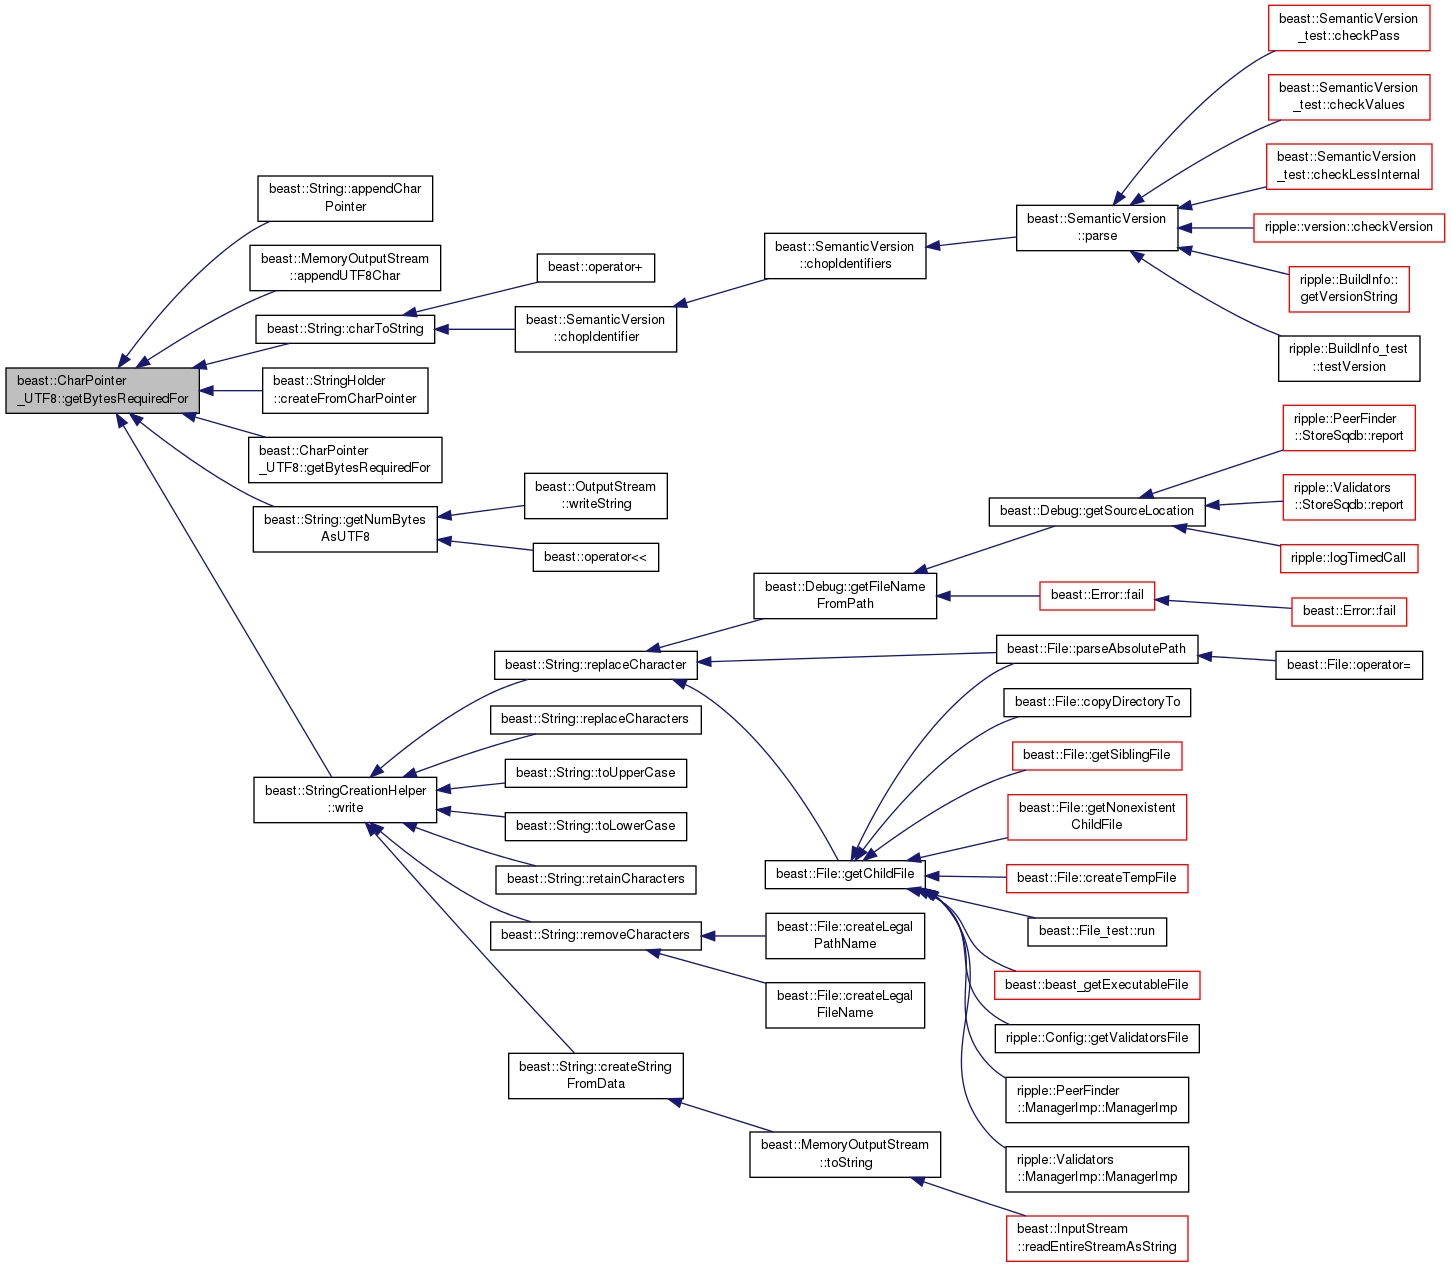 beast::SemanticVersion
_test::checkPass
beast::SemanticVersion
_test::checkValues
beast::SemanticVersion
_test::checkLessInternal
ripple::version::checkVersion
ripple::BuildInfo::
getVersionString
ripple::BuildInfo_test
::testVersion
beast::SemanticVersion
::parse
beast::SemanticVersion
::chopIdentifiers
beast::operator+
beast::SemanticVersion
::chopIdentifier
beast::String::appendChar
Pointer
beast::MemoryOutputStream
::appendUTF8Char
beast::String::charToString
beast::StringHolder
::createFromCharPointer
beast::CharPointer
_UTF8::getBytesRequiredFor
beast::CharPointer
_UTF8::getBytesRequiredFor
beast::String::getNumBytes
AsUTF8
beast::OutputStream
::writeString
beast::operator<<
ripple::PeerFinder
::StoreSqdb::report
ripple::Validators
::StoreSqdb::report
ripple::logTimedCall
beast::Debug::getSourceLocation
beast::Debug::getFileName
FromPath
beast::Error::fail
beast::Error::fail
beast::String::replaceCharacter
beast::File::parseAbsolutePath
beast::File::operator=
beast::File::copyDirectoryTo
beast::File::getSiblingFile
beast::File::getNonexistent
ChildFile
beast::File::getChildFile
beast::File::createTempFile
beast::File_test::run
beast::beast_getExecutableFile
ripple::Config::getValidatorsFile
ripple::PeerFinder
::ManagerImp::ManagerImp
ripple::Validators
::ManagerImp::ManagerImp
beast::StringCreationHelper
::write
beast::String::replaceCharacters
beast::String::toUpperCase
beast::String::toLowerCase
beast::String::retainCharacters
beast::String::removeCharacters
beast::File::createLegal
PathName
beast::File::createLegal
FileName
beast::String::createString
FromData
beast::MemoryOutputStream
::toString
beast::InputStream
::readEntireStreamAsString